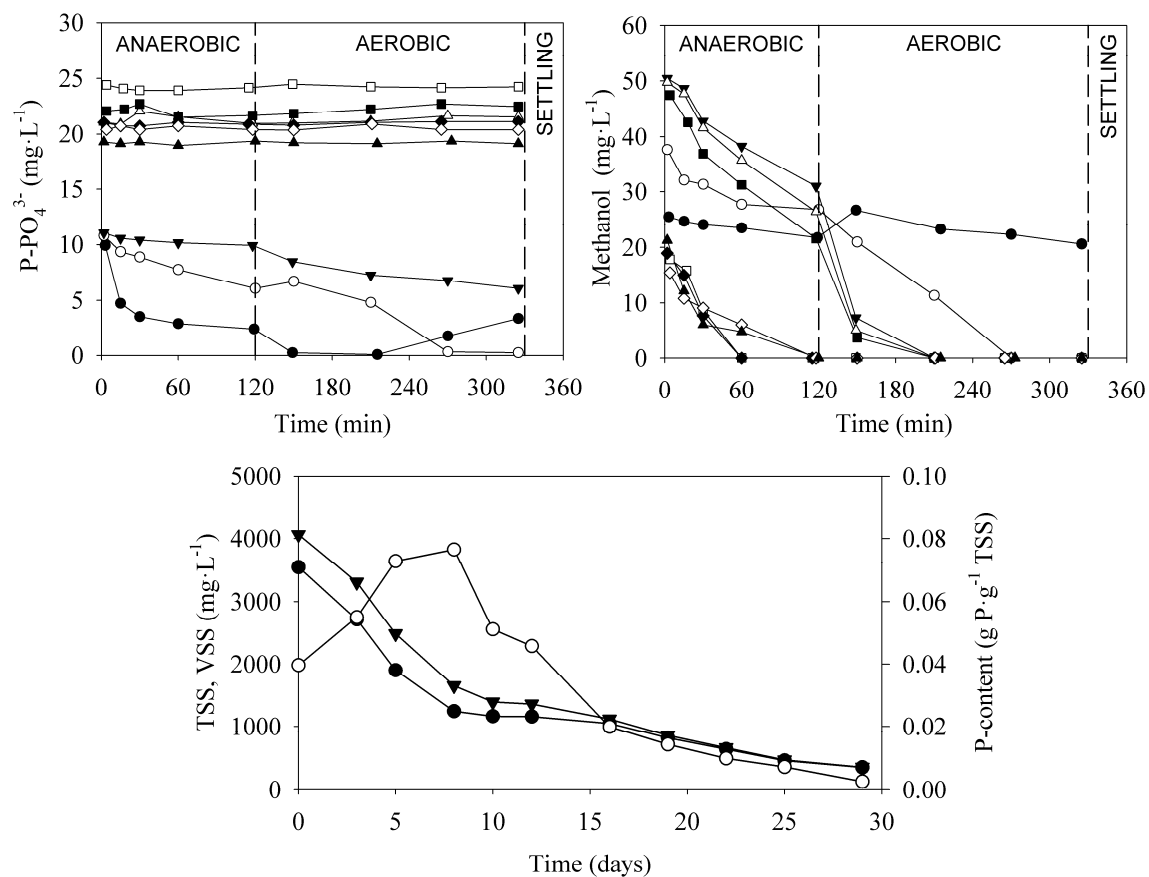 ANAEROBIC AEROBIC SETTLING
P-PO₄³⁻ (mg·L⁻¹)
30
25
20
15
10
5
0
0 60 120 180 240 300 360
Time (min)
ANAEROBIC AEROBIC SETTLING
Methanol (mg·L⁻¹)
60
50
40
30
20
10
0
0 60 120 180 240 300 360
Time (min)
TSS, VSS (mg·L⁻¹)
5000
4000
3000
2000
1000
0
0.10
0.08
0.06
0.04
0.02
0.00
P-content (g P·g⁻¹ TSS)
0 5 10 15 20 25 30
Time (days)